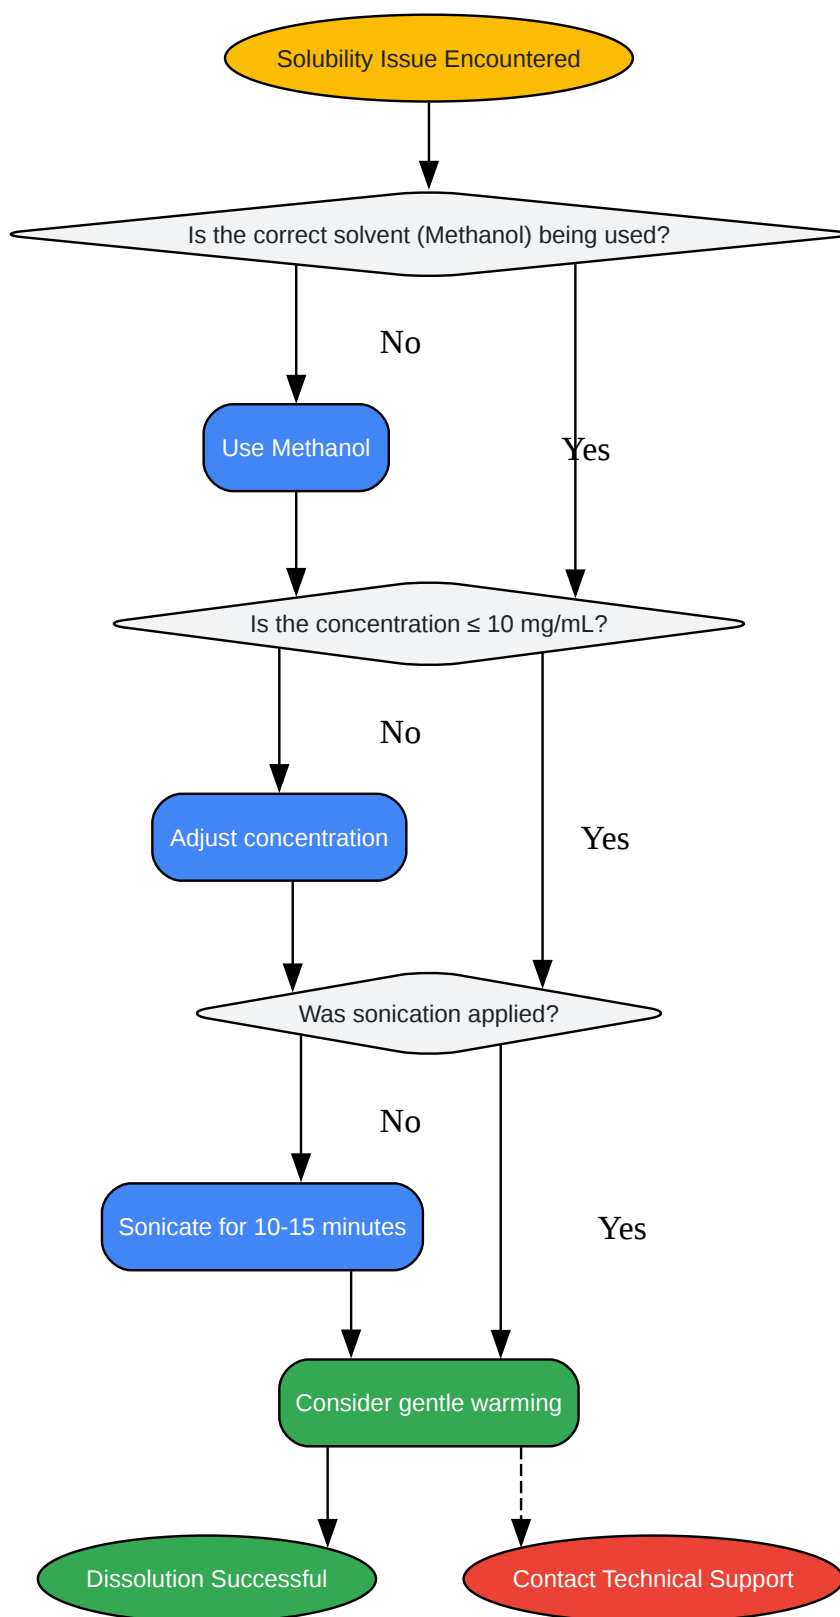 Solubility Issue Encountered
Is the correct solvent (Methanol) being used?
No
Use Methanol
Yes
Is the concentration ≤ 10 mg/mL?
No
Adjust concentration
Yes
Was sonication applied?
No
Sonicate for 10-15 minutes
Yes
Consider gentle warming
Dissolution Successful
Contact Technical Support